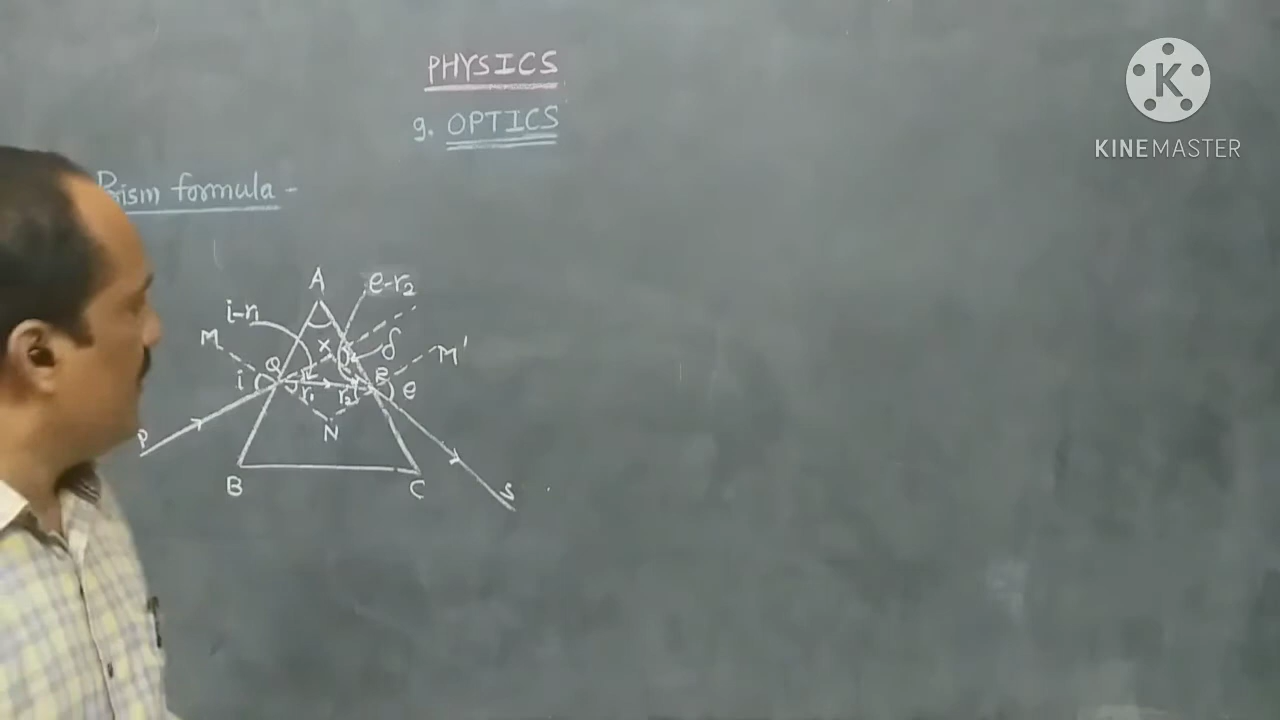 PHYSICS
9. OPTICS
K
KINEMASTER
Prism formula -
A
e-r₂
i-r₁
M
X
δ
M'
Q
R
i
r₁
r₂
e
P
N
B
C
S